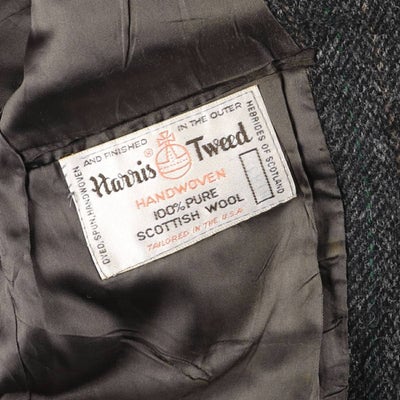 DYED, SPUN, HANDWOVEN AND FINISHED IN THE OUTER HEBRIDES OF SCOTLAND
Harris ® Tweed
HANDWOVEN
100% PURE
SCOTTISH WOOL
TAILORED IN THE U.S.A.